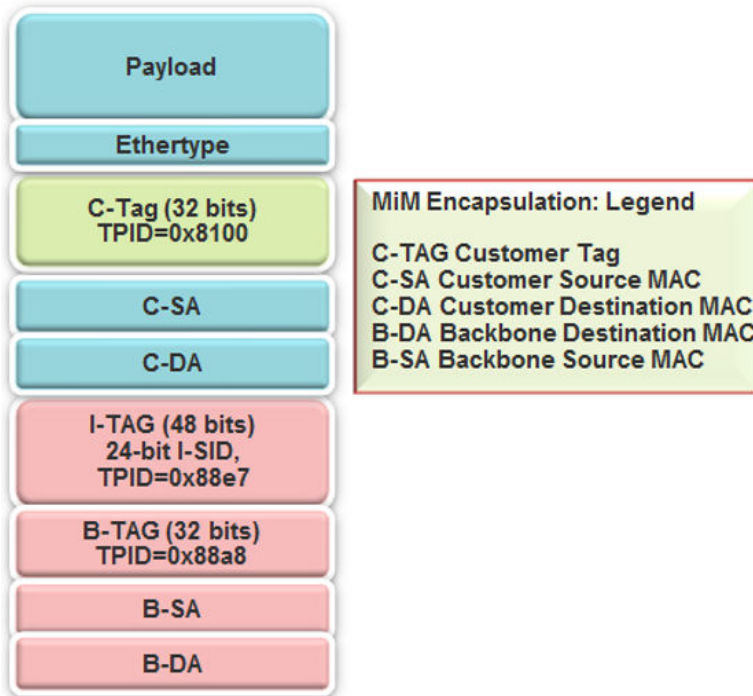 Payload
Ethertype
C-Tag (32 bits)
TPID=0x8100
C-SA
C-DA
I-TAG (48 bits)
24-bit I-SID,
TPID=0x88e7
B-TAG (32 bits)
TPID=0x88a8
B-SA
B-DA
MiM Encapsulation: Legend
C-TAG Customer Tag
C-SA Customer Source MAC
C-DA Customer Destination MAC
B-DA Backbone Destination MAC
B-SA Backbone Source MAC